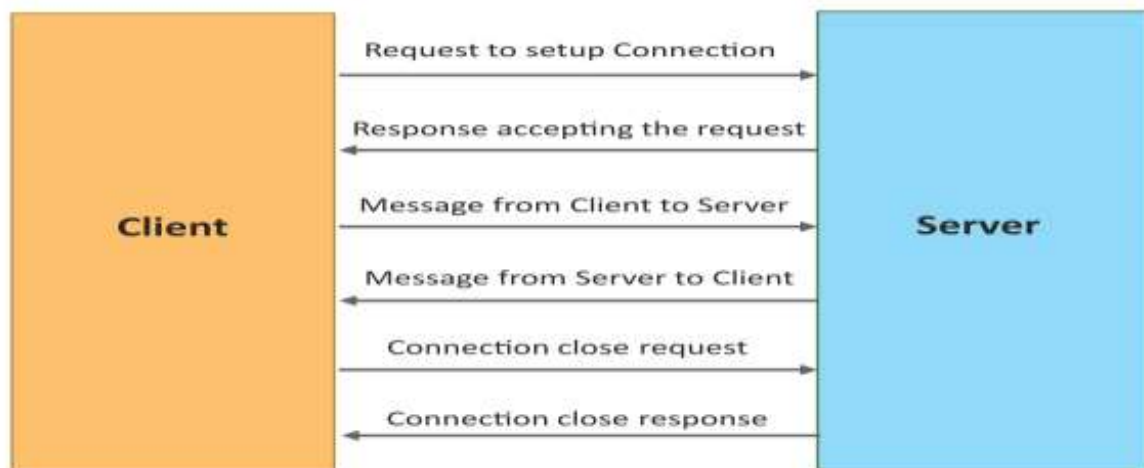 Request to setup Connection
Response accepting the request
Message from Client to Server
Client
Server
Message from Server to Client
Connection close request
Connection close response